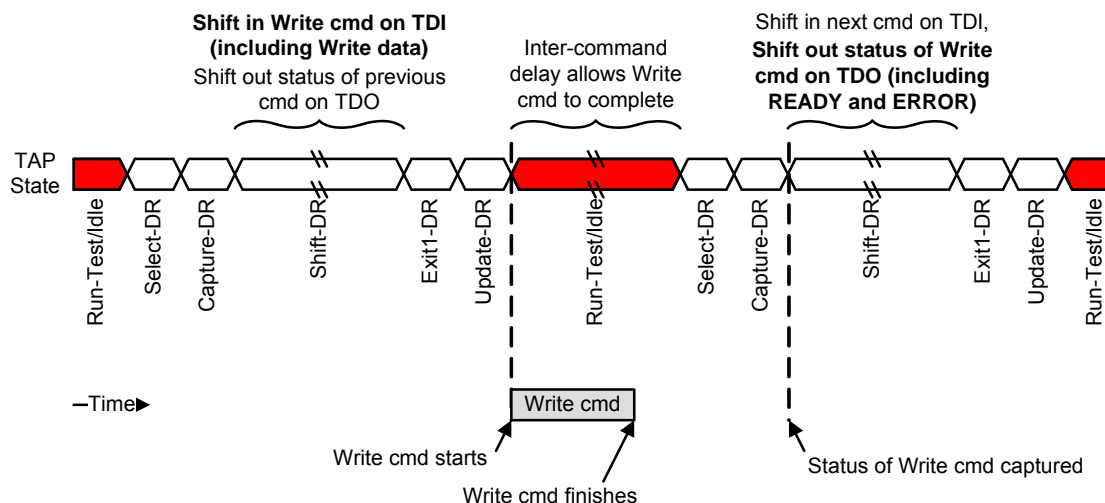 Shift in Write cmd on TDI
(including Write data)
Shift out status of previous
cmd on TDO
Inter-command
delay allows Write
cmd to complete
Shift in next cmd on TDI,
Shift out status of Write
cmd on TDO (including
READY and ERROR)
TAP
State
Run-Test/Idle
Select-DR
Capture-DR
Shift-DR
Exit1-DR
Update-DR
Run-Test/Idle
Select-DR
Capture-DR
Shift-DR
Exit1-DR
Update-DR
Run-Test/Idle
Time
Write cmd
Write cmd starts
Write cmd finishes
Status of Write cmd captured